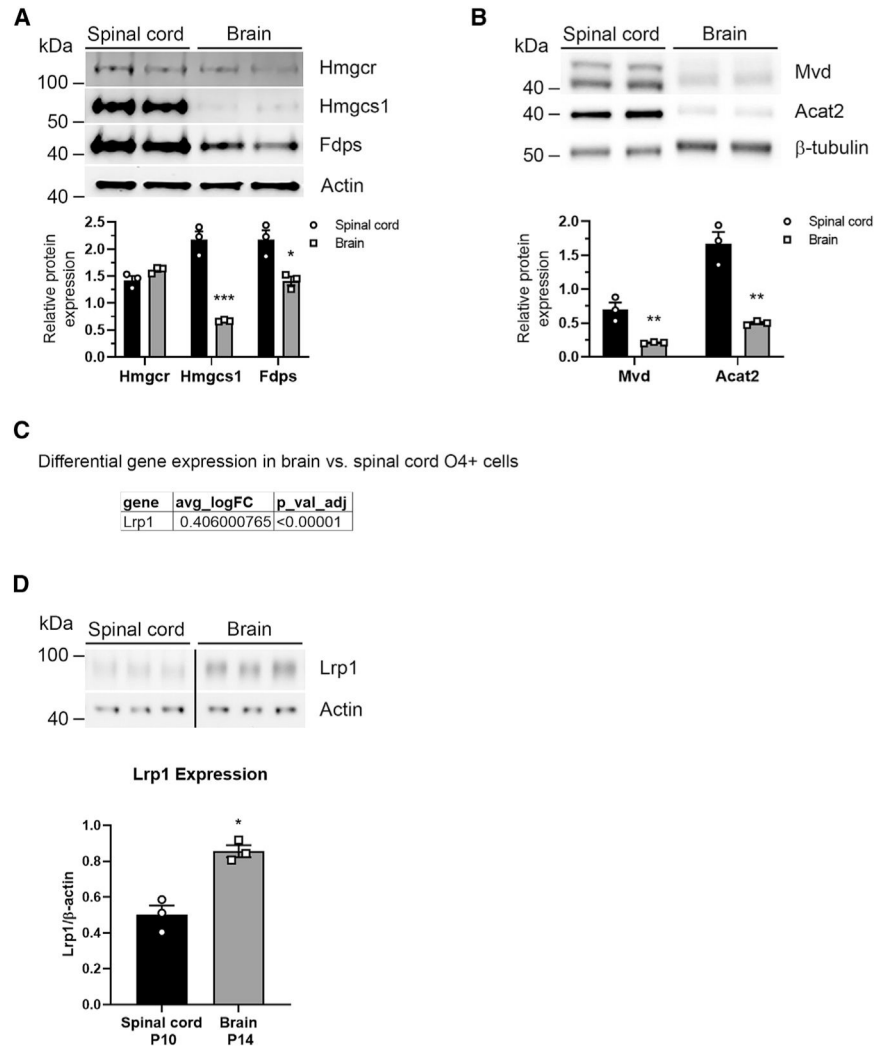 A
Spinal cord Brain
kDa
100
50
40
40
Hmgcr
Hmgcs1
Fdps
Actin
2.5
2.0
1.5
1.0
0.5
0.0
Relative protein
expression
Spinal cord
Brain
***
*
Hmgcr Hmgcs1 Fdps
B
Spinal cord Brain
kDa
40
40
50
Mvd
Acat2
β-tubulin
2.0
1.5
1.0
0.5
0.0
Relative protein
expression
Spinal cord
Brain
**
**
Mvd Acat2
C
Differential gene expression in brain vs. spinal cord O4+ cells
gene avg_logFC p_val_adj
Lrp1 0.406000765 <0.00001
D
kDa
Spinal cord Brain
100
40
Lrp1
Actin
Lrp1 Expression
1.0
0.8
0.6
0.4
0.2
0.0
Lrp1/β-actin
*
Spinal cord Brain
P10 P14